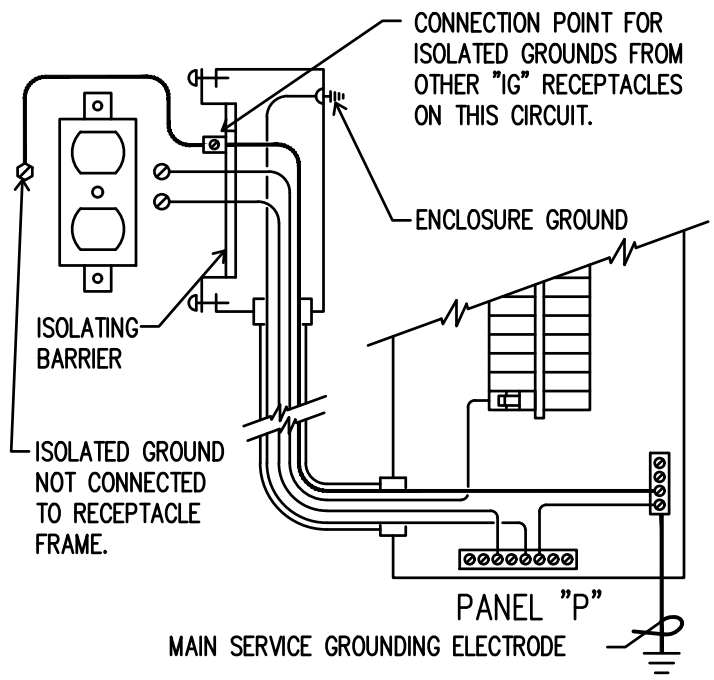 CONNECTION POINT FOR
ISOLATED GROUNDS FROM
OTHER "IG" RECEPTACLES
ON THIS CIRCUIT.
ENCLOSURE GROUND
ISOLATING
BARRIER
ISOLATED GROUND
NOT CONNECTED
TO RECEPTACLE
FRAME.
PANEL "P"
MAIN SERVICE GROUNDING ELECTRODE